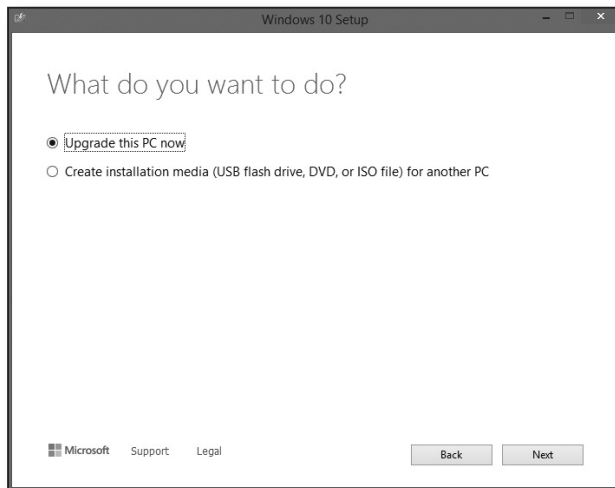 Windows 10 Setup
What do you want to do?
Upgrade this PC now
Create installation media (USB flash drive, DVD, or ISO file) for another PC
Microsoft Support Legal Back Next